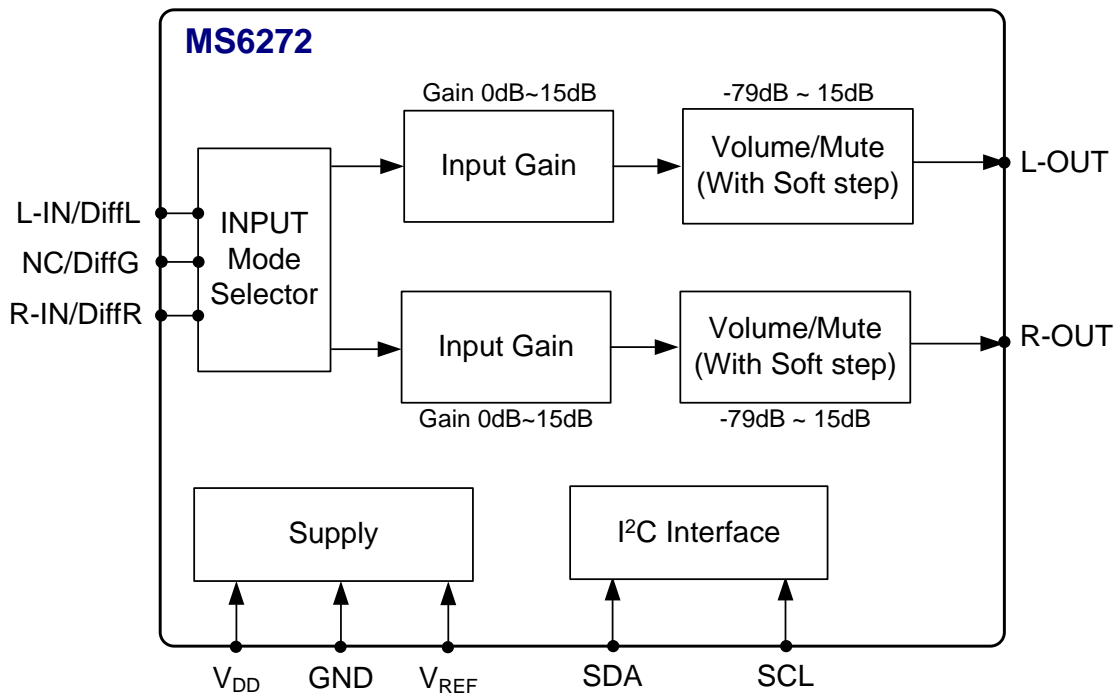 MS6272
Gain 0dB~15dB
-79dB ~ 15dB
Input Gain
Volume/Mute
(With Soft step)
L-OUT
L-IN/DiffL
NC/DiffG
R-IN/DiffR
INPUT
Mode
Selector
Input Gain
Volume/Mute
(With Soft step)
R-OUT
Gain 0dB~15dB
-79dB ~ 15dB
Supply
I²C Interface
V_DD
GND
V_REF
SDA
SCL